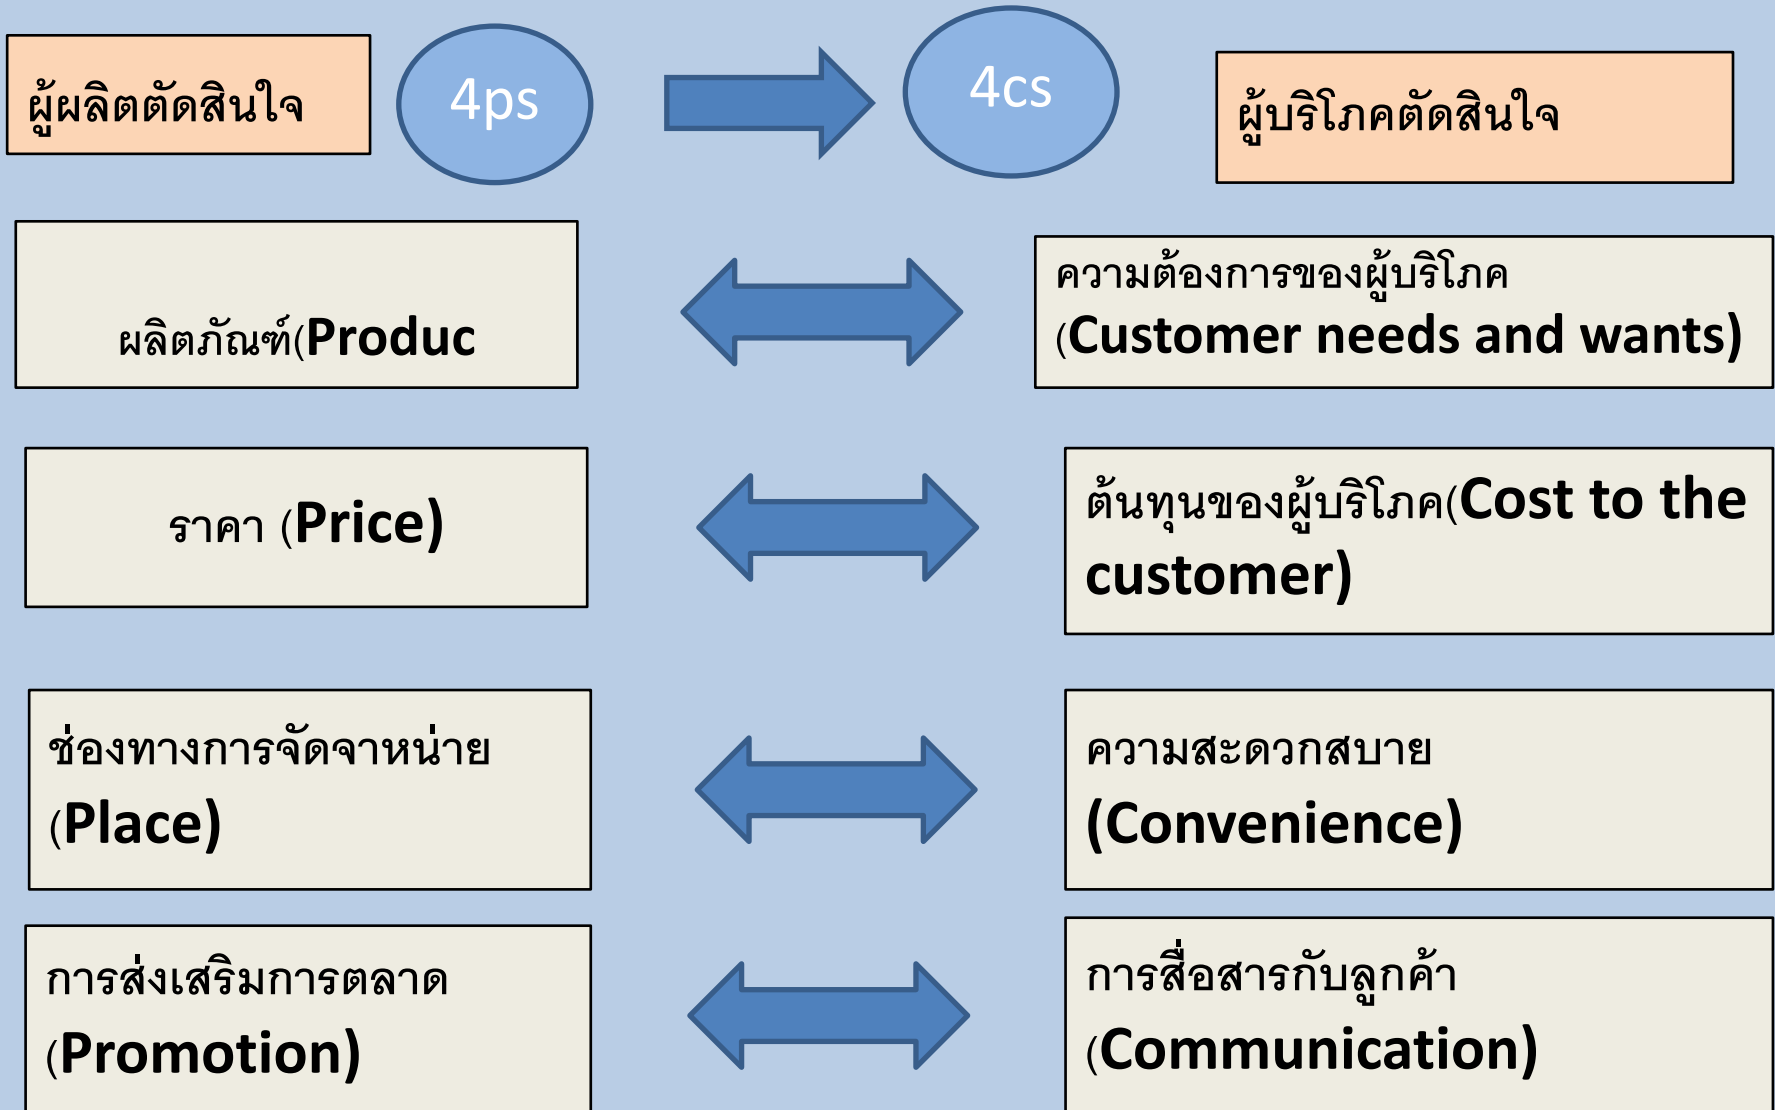 ผู้ผลิตตัดสินใจ
4ps
4cs
ผู้บริโภคตัดสินใจ
ผลิตภัณฑ์(Produc
ความต้องการของผู้บริโภค
(Customer needs and wants)
ราคา (Price)
ต้นทุนของผู้บริโภค(Cost to the
customer)
ช่องทางการจัดจาหน่าย
(Place)
ความสะดวกสบาย
(Convenience)
การส่งเสริมการตลาด
(Promotion)
การสื่อสารกับลูกค้า
(Communication)